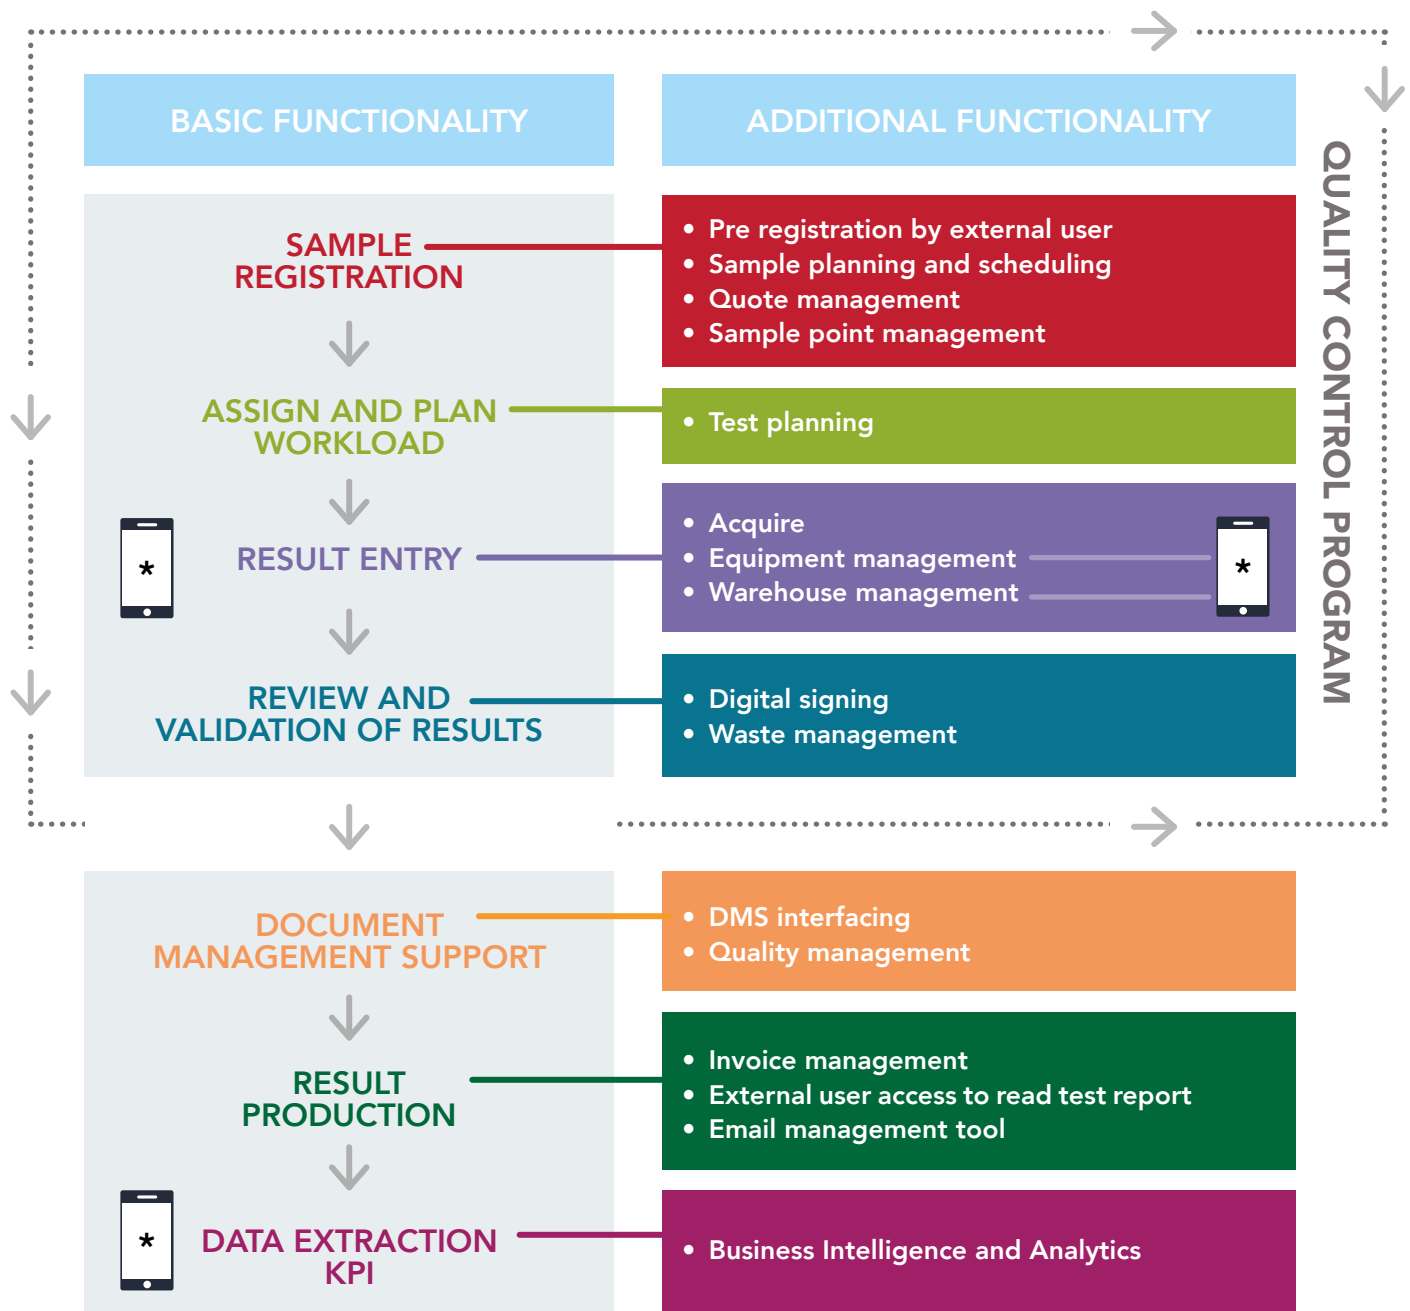 BASIC FUNCTIONALITY
ADDITIONAL FUNCTIONALITY
QUALITY CONTROL PROGRAM
SAMPLE
REGISTRATION
• Pre registration by external user
• Sample planning and scheduling
• Quote management
• Sample point management
ASSIGN AND PLAN
WORKLOAD
• Test planning
*
RESULT ENTRY
• Acquire
• Equipment management
• Warehouse management
*
REVIEW AND
VALIDATION OF RESULTS
• Digital signing
• Waste management
DOCUMENT
MANAGEMENT SUPPORT
• DMS interfacing
• Quality management
RESULT
PRODUCTION
• Invoice management
• External user access to read test report
• Email management tool
*
DATA EXTRACTION
KPI
• Business Intelligence and Analytics